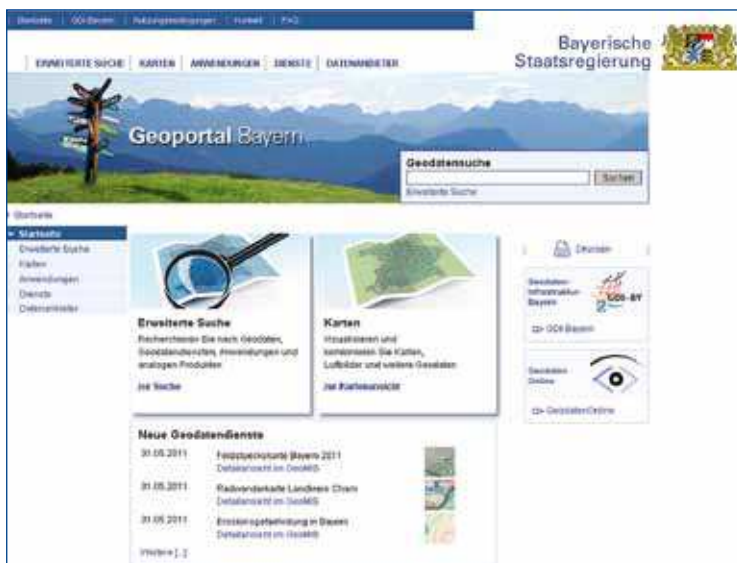 Startseite | GDI-Bayern | Nutzungsbedingungen | Kontakt | FAQ
Bayerische
Staatsregierung
ERWEITERTE SUCHE | KARTEN | ANWENDUNGEN | DIENSTE | DATENANBIETER
Geoportal Bayern
Geodatensuche
Suchen
Erweiterte Suche
Startseite
Startseite
Erweiterte Suche
Karten
Anwendungen
Dienste
Datenanbieter
Erweiterte Suche
Recherchieren Sie nach Geodaten,
Geodatendiensten, Anwendungen und
analogen Produkten
zur Suche
Karten
Visualisieren und
kombinieren Sie Karten,
Luftbilder und weitere Geodaten
zur Kartenansicht
Drucken
Geodaten-
Infrastruktur
Bayern
GDI-BY
GDI-Bayern
Geodaten
Online
GeodatenOnline
Neue Geodatendienste
31.05.2011 Feldstückskarte Bayern 2011
Detailansicht im GeoMIS
31.05.2011 Radwanderkarte Landkreis Cham
Detailansicht im GeoMIS
31.05.2011 Erosionsgefährdung in Bayern
Detailansicht im GeoMIS
Weitere [...]